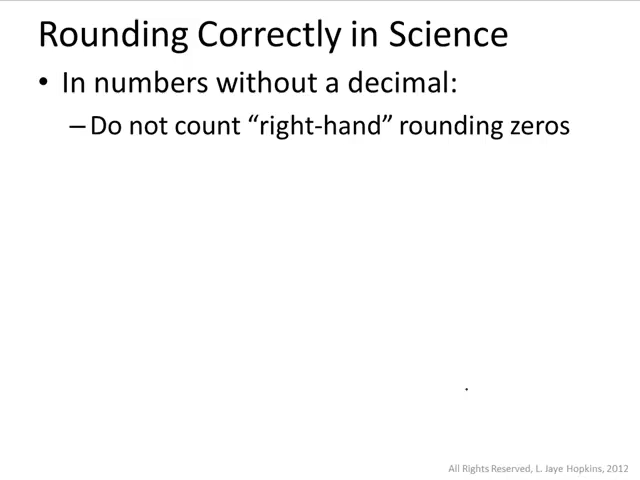 Rounding Correctly in Science
• In numbers without a decimal:
– Do not count “right-hand” rounding zeros
All Rights Reserved, L. Jaye Hopkins, 2012